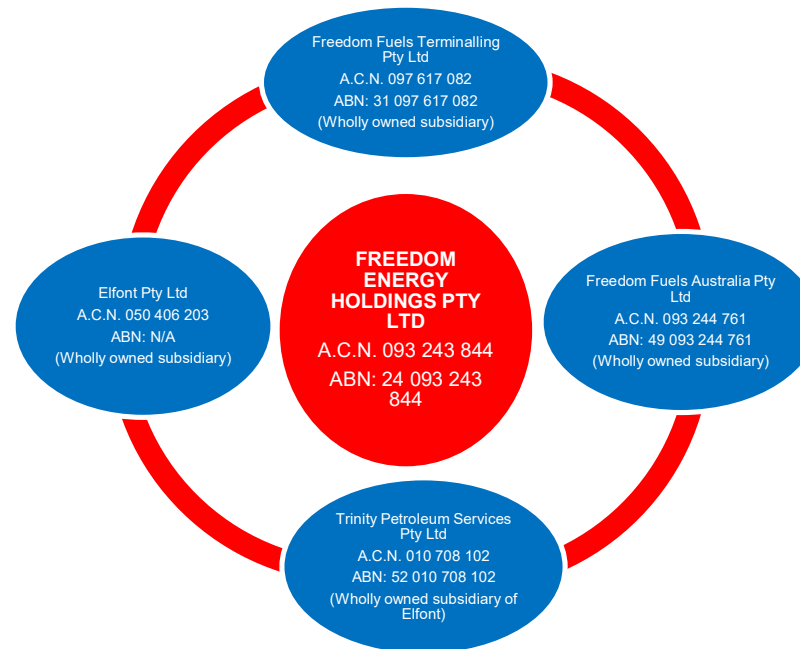 Freedom Fuels Terminalling
Pty Ltd
A.C.N. 097 617 082
ABN: 31 097 617 082
(Wholly owned subsidiary)
FREEDOM
ENERGY
HOLDINGS PTY
LTD
A.C.N. 093 243 844
ABN: 24 093 243
844
Elfont Pty Ltd
A.C.N. 050 406 203
ABN: N/A
(Wholly owned subsidiary)
Freedom Fuels Australia Pty
Ltd
A.C.N. 093 244 761
ABN: 49 093 244 761
(Wholly owned subsidiary)
Trinity Petroleum Services
Pty Ltd
A.C.N. 010 708 102
ABN: 52 010 708 102
(Wholly owned subsidiary of
Elfont)